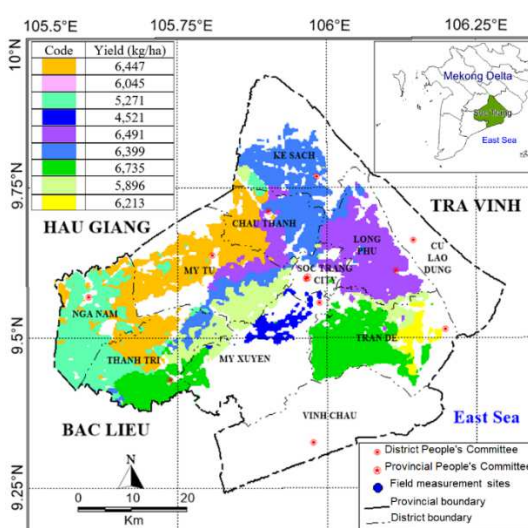 105.5°E 105.75°E 106°E 106.25°E
10°N
9.75°N
9.5°N
9.25°N
Code Yield (kg/ha)
6,447
6,045
5,271
4,521
6,491
6,399
6,735
5,896
6,213
Mekong Delta
Soc Trang
East Sea
KE SACH
HAU GIANG
CHAU THANH
TRA VINH
LONG PHU
CU LAO DUNG
MY TU
SOC TRANG CITY
NGA NAM
THANH TRI
MY XUYEN
TRAN DE
VINH CHAU
BAC LIEU
East Sea
N
20 10 0 20
Km
District People's Committee
Provincial People's Committee
Field measurement sites
Provincial boundary
District boundary